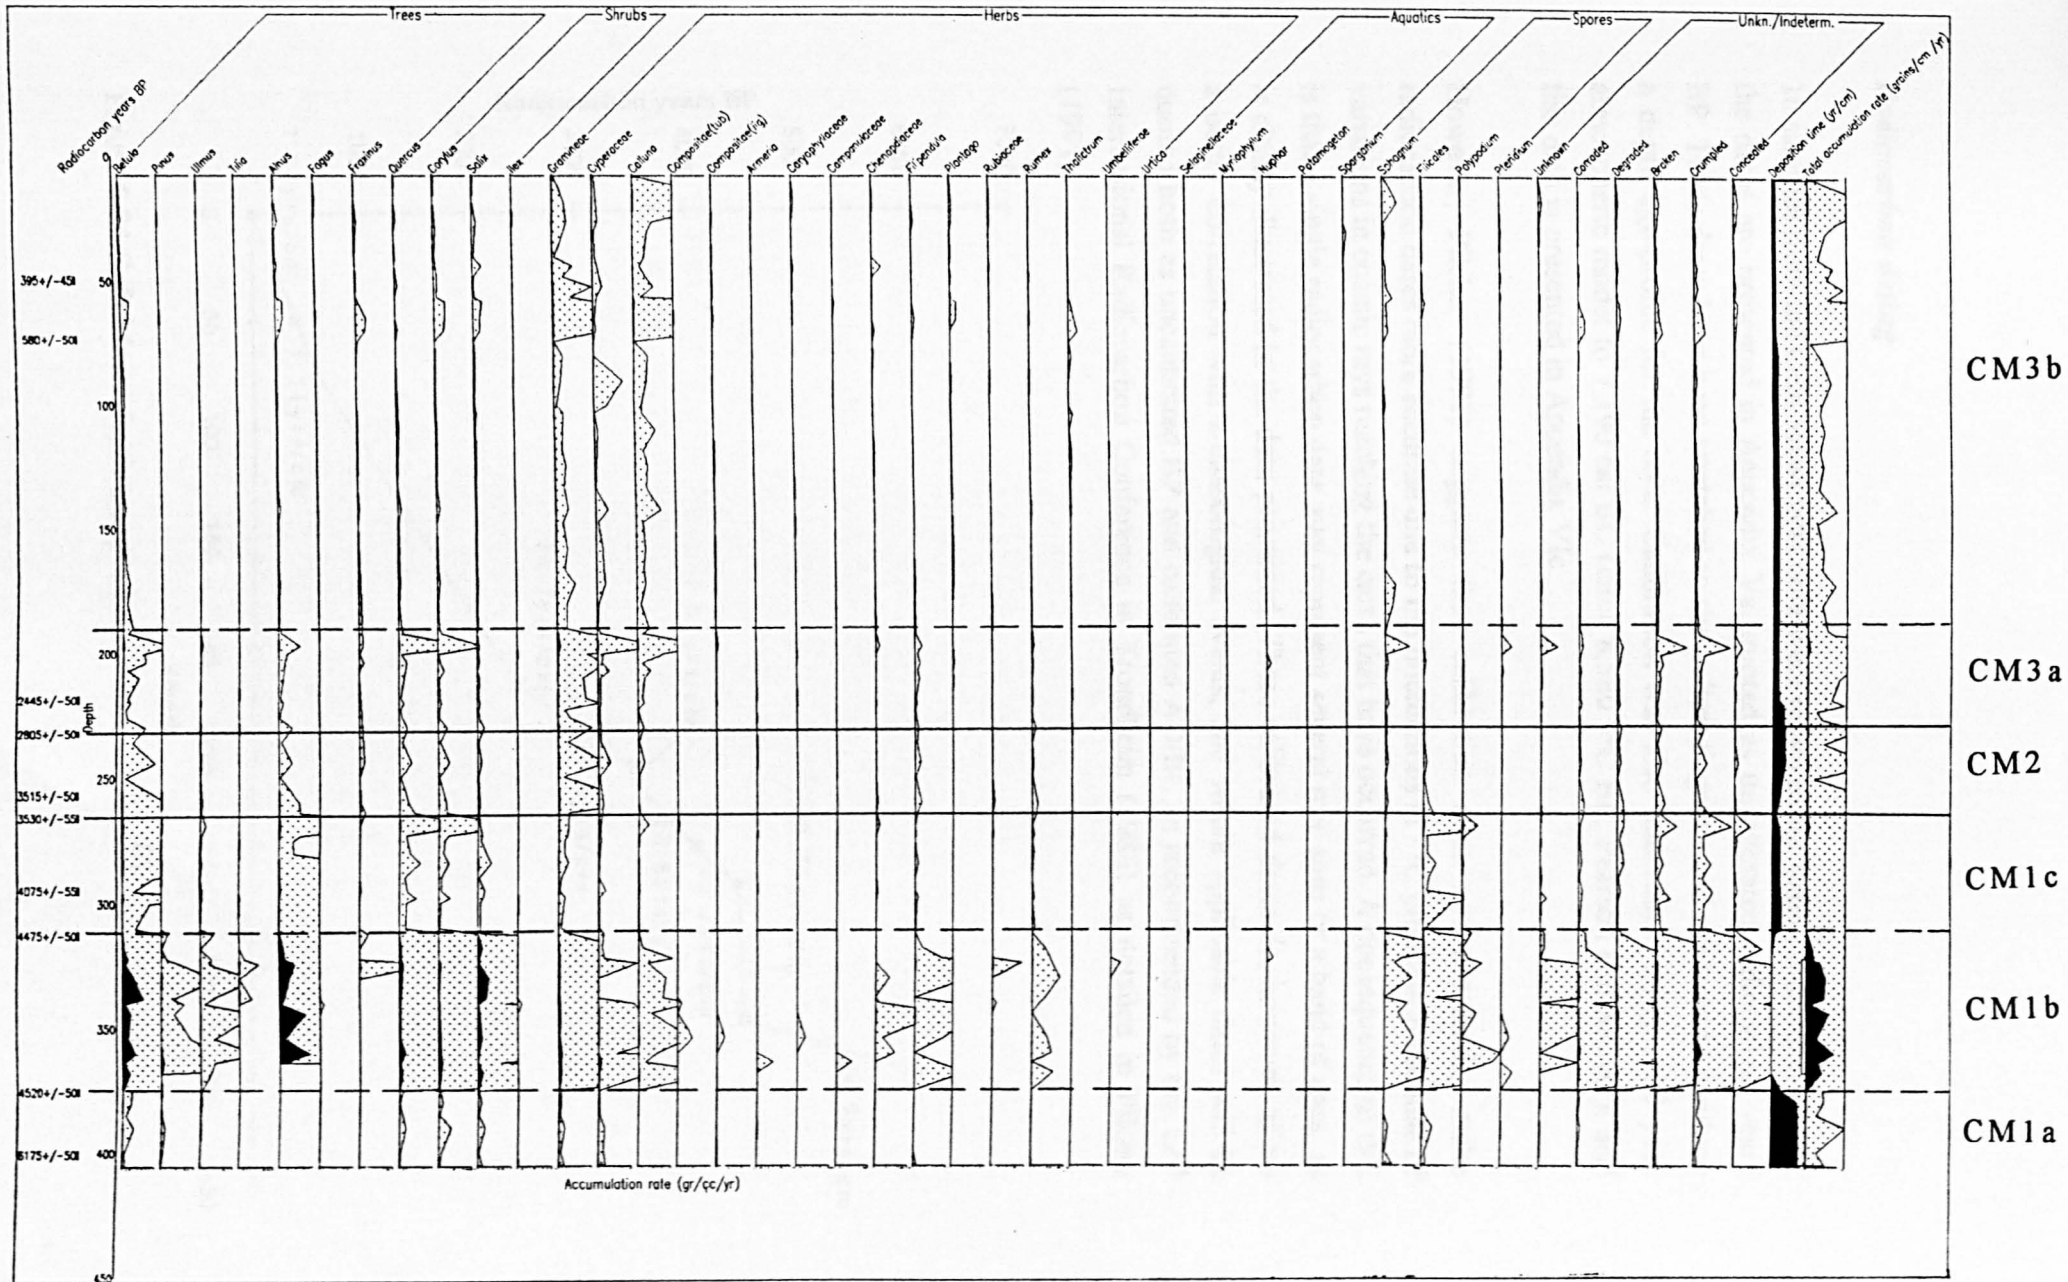 Trees
Shrubs
Herbs
Aquatics
Spores
Unkn./Indeterm.
Radiocarbon years BP
Betula
Pinus
Ulmus
Tilia
Alnus
Fagus
Fraxinus
Quercus
Corylus
Salix
Ilex
Gramineae
Cyperaceae
Calluna
Compositae(tub)
Compositae(lig)
Armeria
Caryophyllaceae
Campanulaceae
Chenopdaceae
Filipendula
Plantago
Rubiaceae
Rumex
Thalictrum
Umbelliferae
Urtica
Selaginellaceae
Myriophyllum
Nuphar
Potamogeton
Sparganium
Sphagnum
Filicales
Polypodium
Pteridium
Unknown
Corroded
Degraded
Broken
Crumpled
Concealed
Deposition time (yr/cm)
Total accumulation rate (grains/cm /yr)
0
395+/-45
50
580+/-50
CM3b
100
150
200
CM3a
2445+/-50
Depth
2805+/-50
CM2
250
3515+/-50
3530+/-55
CM1c
4075+/-55
300
4475+/-50
CM1b
350
4520+/-50
CM1a
6175+/-50
400
Accumulation rate (gr/cc/yr)
450